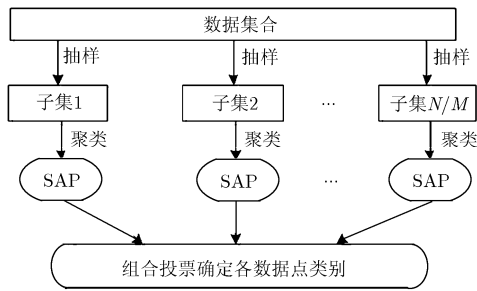 数据集合
抽样 抽样 抽样
子集1 子集2 ... 子集N/M
聚类 聚类 聚类
SAP SAP ... SAP
组合投票确定各数据点类别